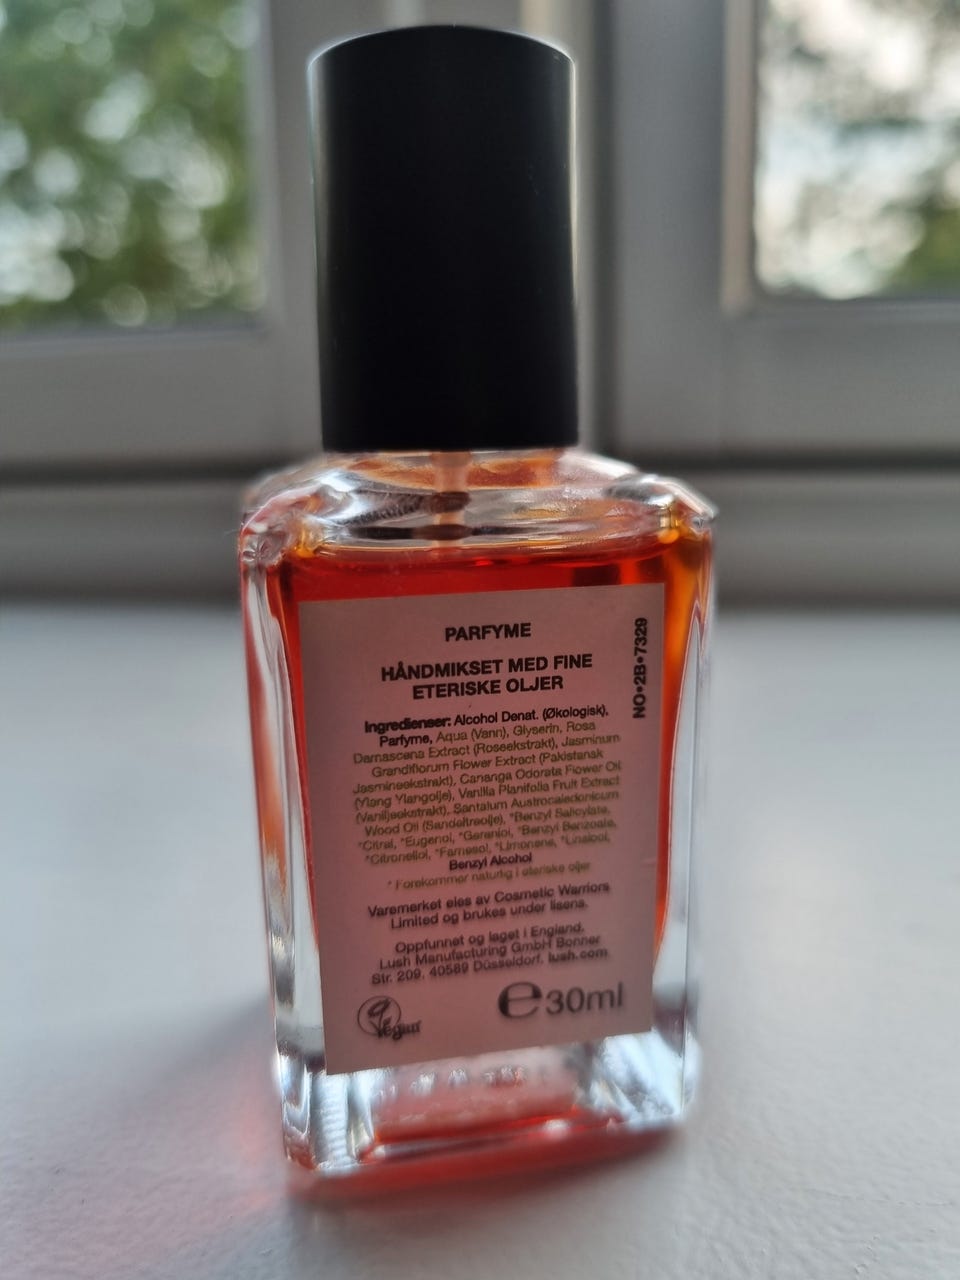 PARFYME
HÅNDMIKSET MED FINE
ETERISKE OLJER
Ingredienser: Alcohol Denat. (Økologisk),
Parfyme, Aqua (Vann), Glyserin, Rosa
Damascena Extract (Roseekstrakt), Jasminum
Grandiflorum Flower Extract (Pakistansk
Jasmineekstrakt), Cananga Odorata Flower Oil
(Ylang Ylangolje), Vanilla Planifolia Fruit Extract
(Vaniljeekstrakt), Santalum Austrocaledonicum
Wood Oil (Sandeltreolje), *Benzyl Salicylate,
*Citral, *Eugenol, *Geraniol, *Benzyl Benzoate,
*Citronellol, *Farnesol, *Limonene, *Linalool,
Benzyl Alcohol
* Forekommer naturlig i eteriske oljer
Varemerket eies av Cosmetic Warriors
Limited og brukes under lisens.
Oppfunnet og laget i England.
Lush Manufacturing GmbH Bonner
Str. 209, 40589 Düsseldorf. lush.com
Vegan
e30ml
NO•2B•7329